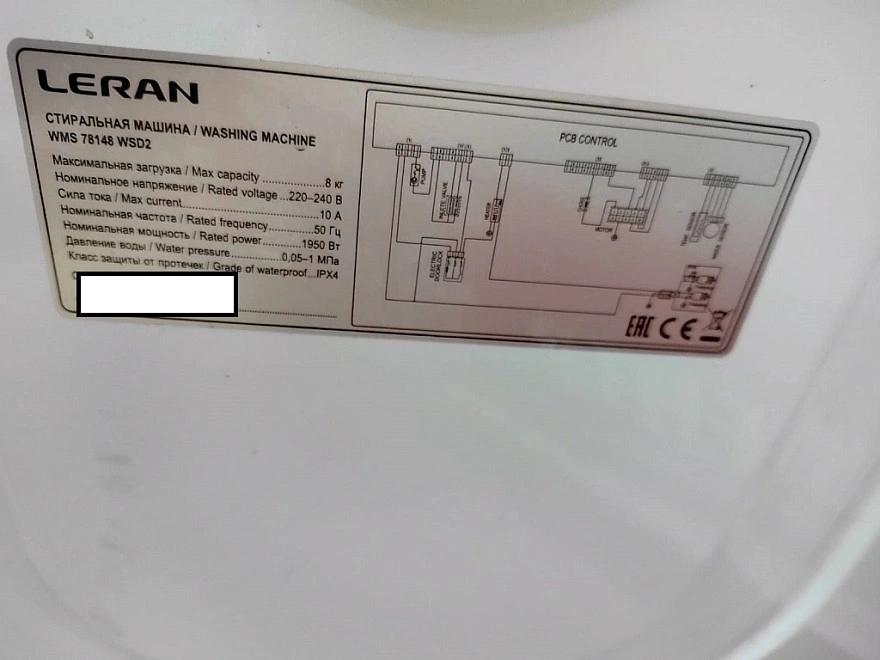 LERAN
СТИРАЛЬНАЯ МАШИНА / WASHING MACHINE
WMS 78148 WSD2
Максимальная загрузка / Max capacity ..................8 кг
Номинальное напряжение / Rated voltage ...220–240 В
Сила тока / Max current......................................10 А
Номинальная частота / Rated frequency............50 Гц
Номинальная мощность / Rated power...........1950 Вт
Давление воды / Water pressure..............0,05–1 МПа
Класс защиты от протечек / Grade of waterproof...IPX4
PCB CONTROL
PUMP
INLETE VALVE
HEATER
ELECTRIC
DOORLOCK
MOTOR
EAC CE